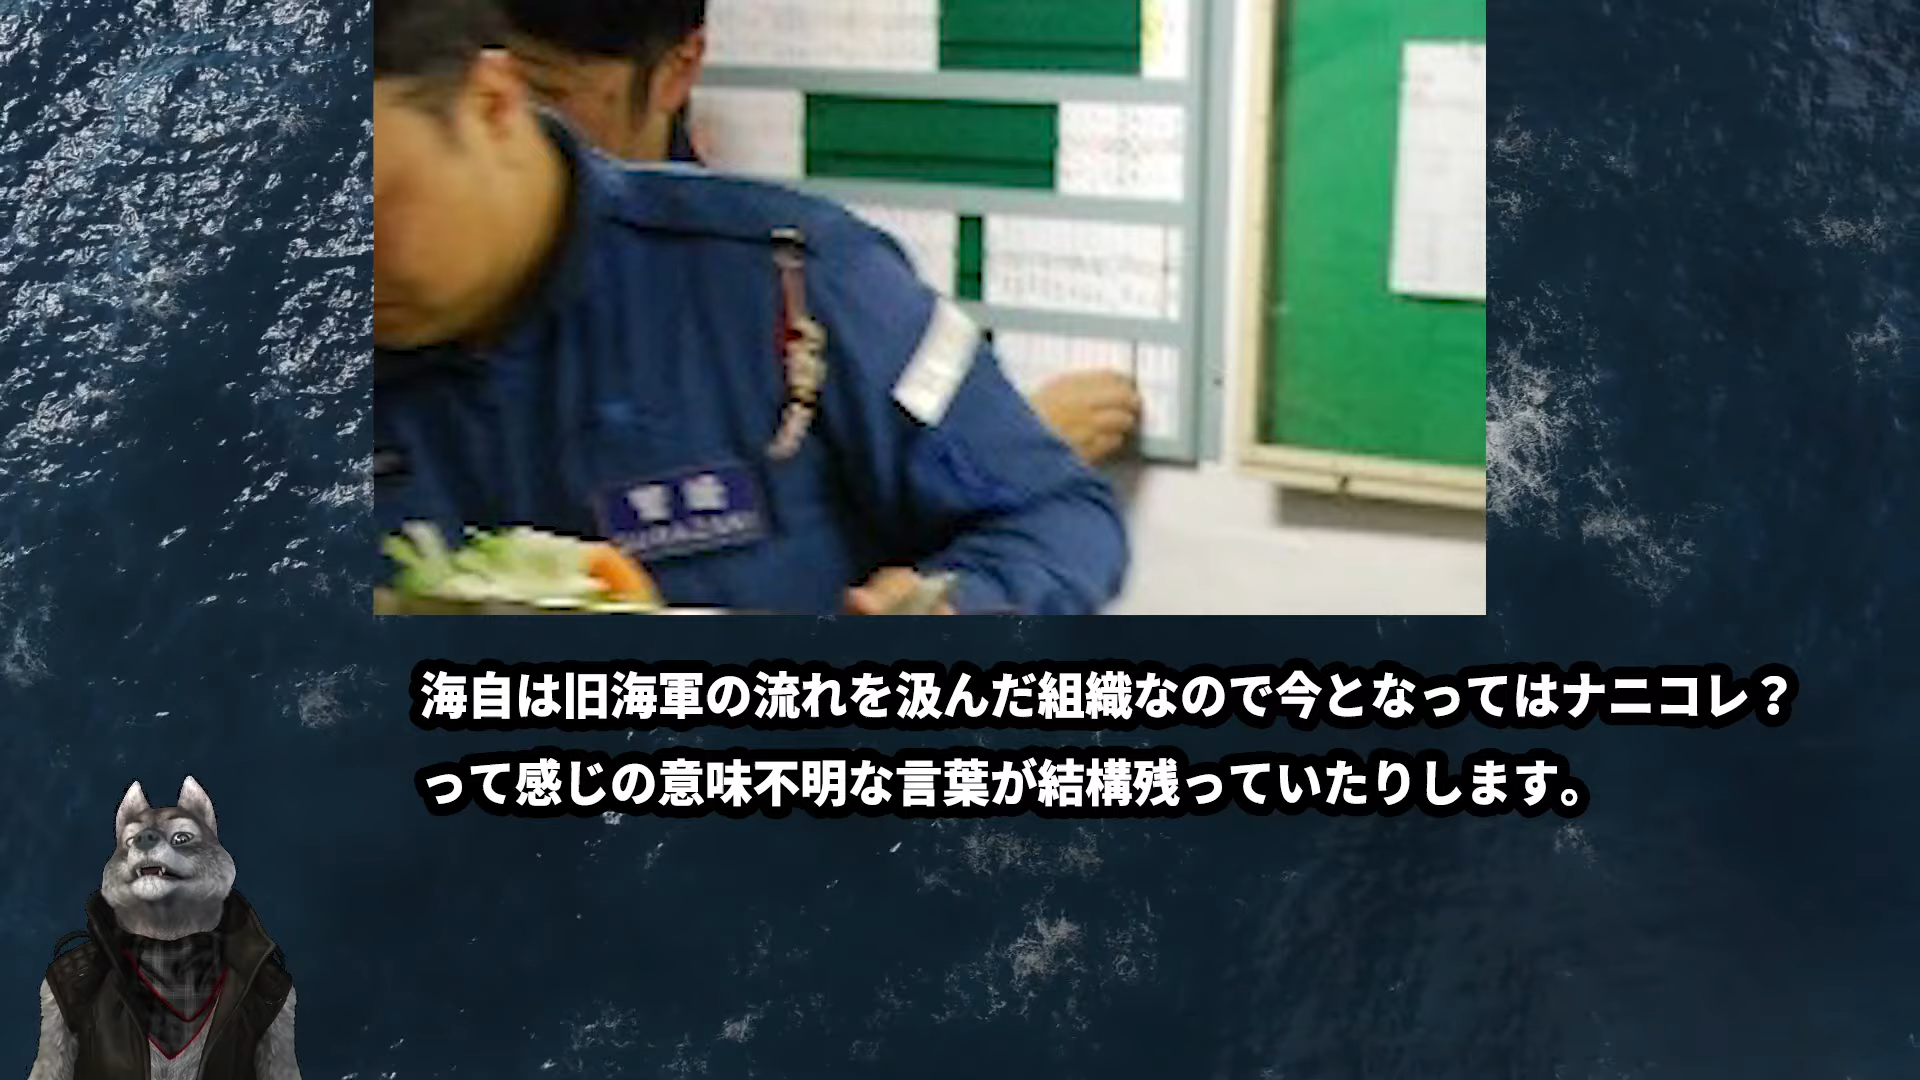 海自は旧海軍の流れを汲んだ組織なので今となってはナニコレ？
って感じの意味不明な言葉が結構残っていたりします。